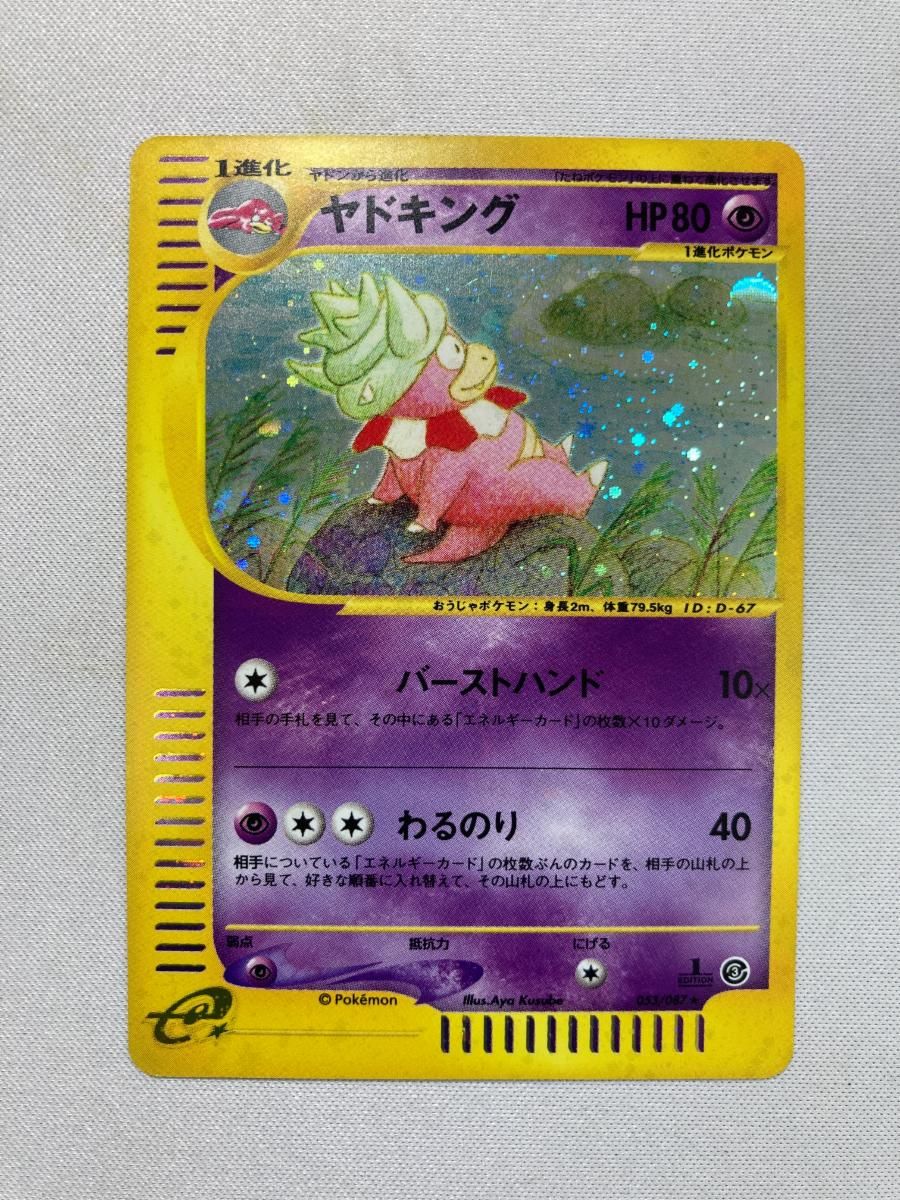 1進化
ヤドンから進化
「たねポケモン」の上に重ねて進化させます
ヤドキング HP80
1進化ポケモン
おうじゃポケモン：身長2m、体重79.5kg ID:D-67
バーストハンド 10×
相手の手札を見て、その中にある「エネルギーカード」の枚数×10ダメージ。
わるのり 40
相手についている「エネルギーカード」の枚数ぶんのカードを、相手の山札の上
から見て、好きな順番に入れ替えて、その山札の上にもどす。
弱点 抵抗力 にげる
1 EDITION 3
© Pokémon Illus.Aya Kusube 053/087★
e